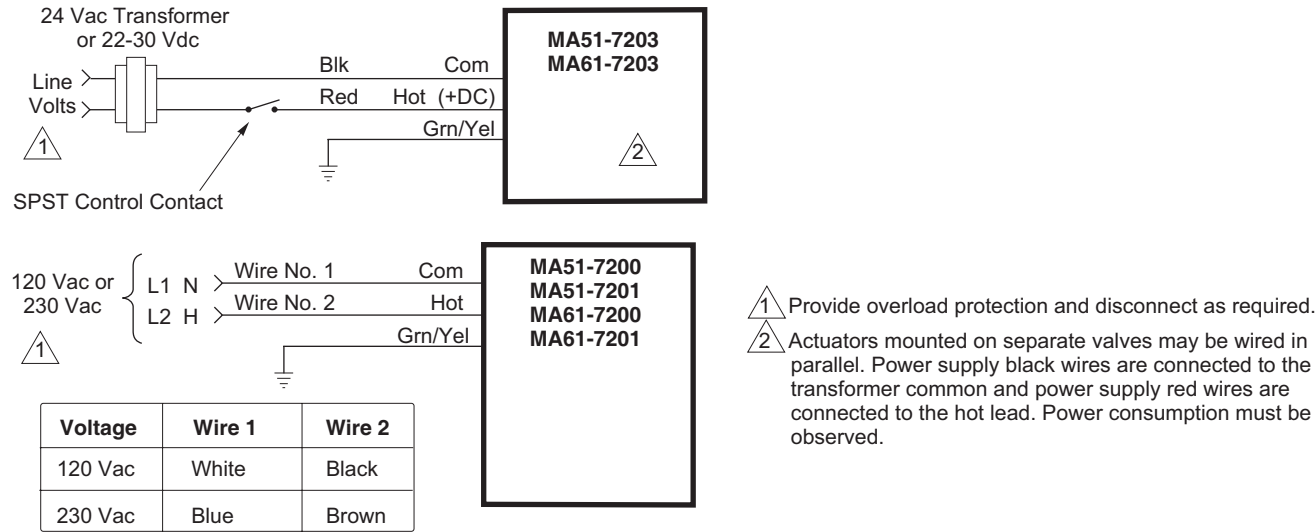 24 Vac Transformer
or 22-30 Vdc
Line
Volts
1
SPST Control Contact
Blk
Com
Red
Hot (+DC)
Grn/Yel
MA51-7203
MA61-7203
2
120 Vac or
230 Vac
1
L1 N
L2 H
Wire No. 1
Com
Wire No. 2
Hot
Grn/Yel
MA51-7200
MA51-7201
MA61-7200
MA61-7201
Voltage Wire 1 Wire 2
120 Vac White Black
230 Vac Blue Brown
1 Provide overload protection and disconnect as required.
2 Actuators mounted on separate valves may be wired in
parallel. Power supply black wires are connected to the
transformer common and power supply red wires are
connected to the hot lead. Power consumption must be
observed.